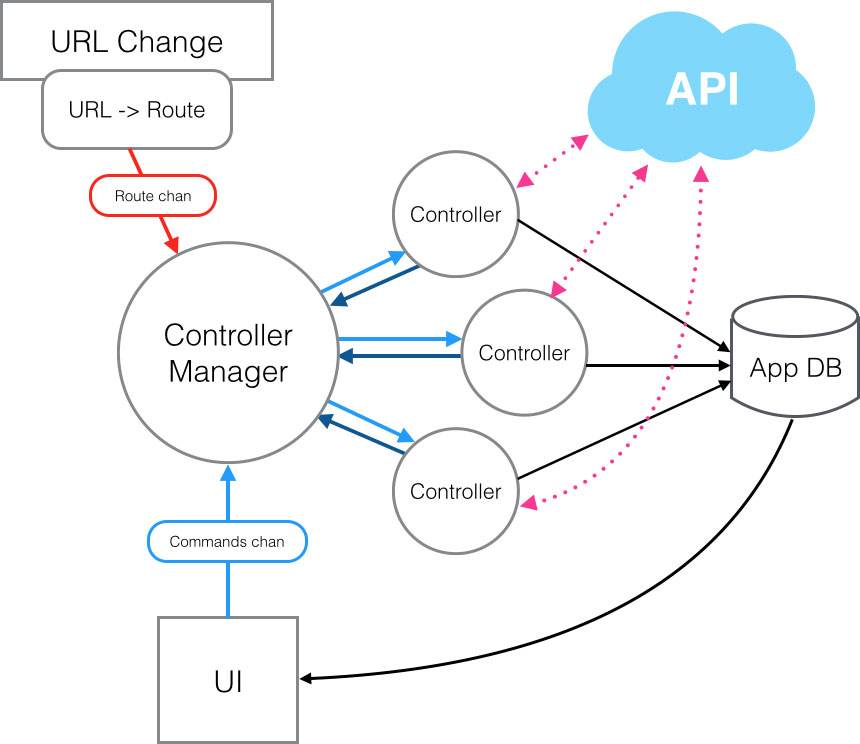 URL Change
URL -> Route
API
Route chan
Controller
Controller
Manager
Controller
App DB
Controller
Commands chan
UI